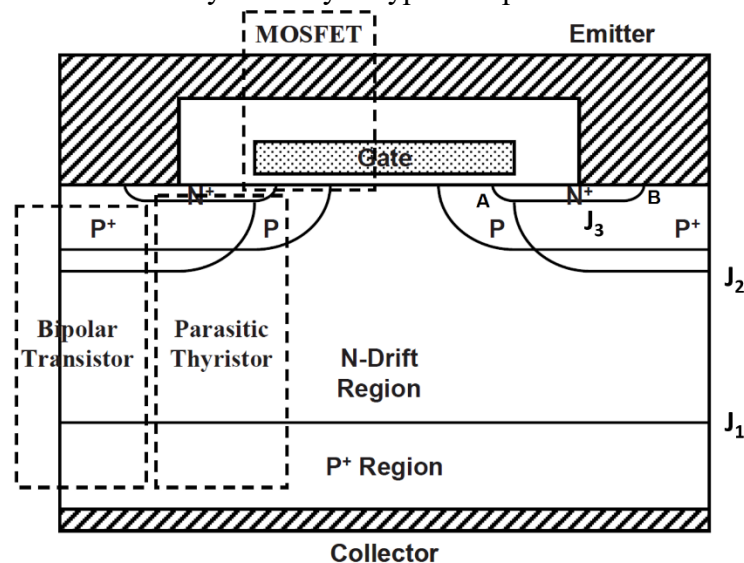 MOSFET
Emitter
Gate
N+
A
N+
B
P+
P
P
J3
P+
J2
Bipolar
Transistor
Parasitic
Thyristor
N-Drift
Region
J1
P+ Region
Collector